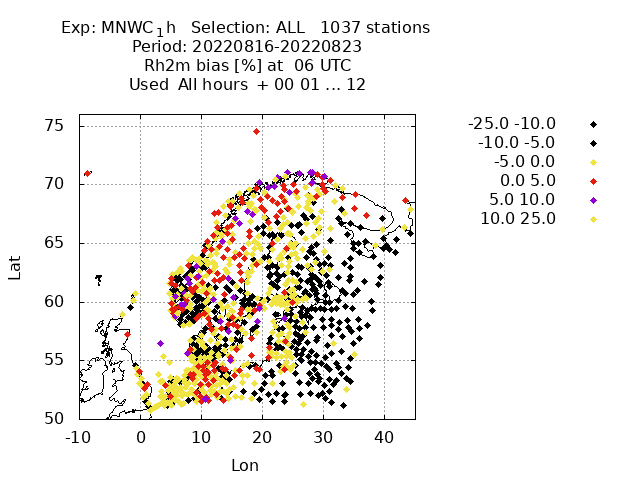 Exp: MNWC_1h   Selection: ALL   1037 stations
Period: 20220816-20220823
Rh2m bias [%] at  06 UTC
Used  All hours  + 00 01 ... 12
-25.0 -10.0
-10.0 -5.0
-5.0 0.0
0.0 5.0
5.0 10.0
10.0 25.0
75
70
65
60
55
50
Lat
-10 0 10 20 30 40
Lon